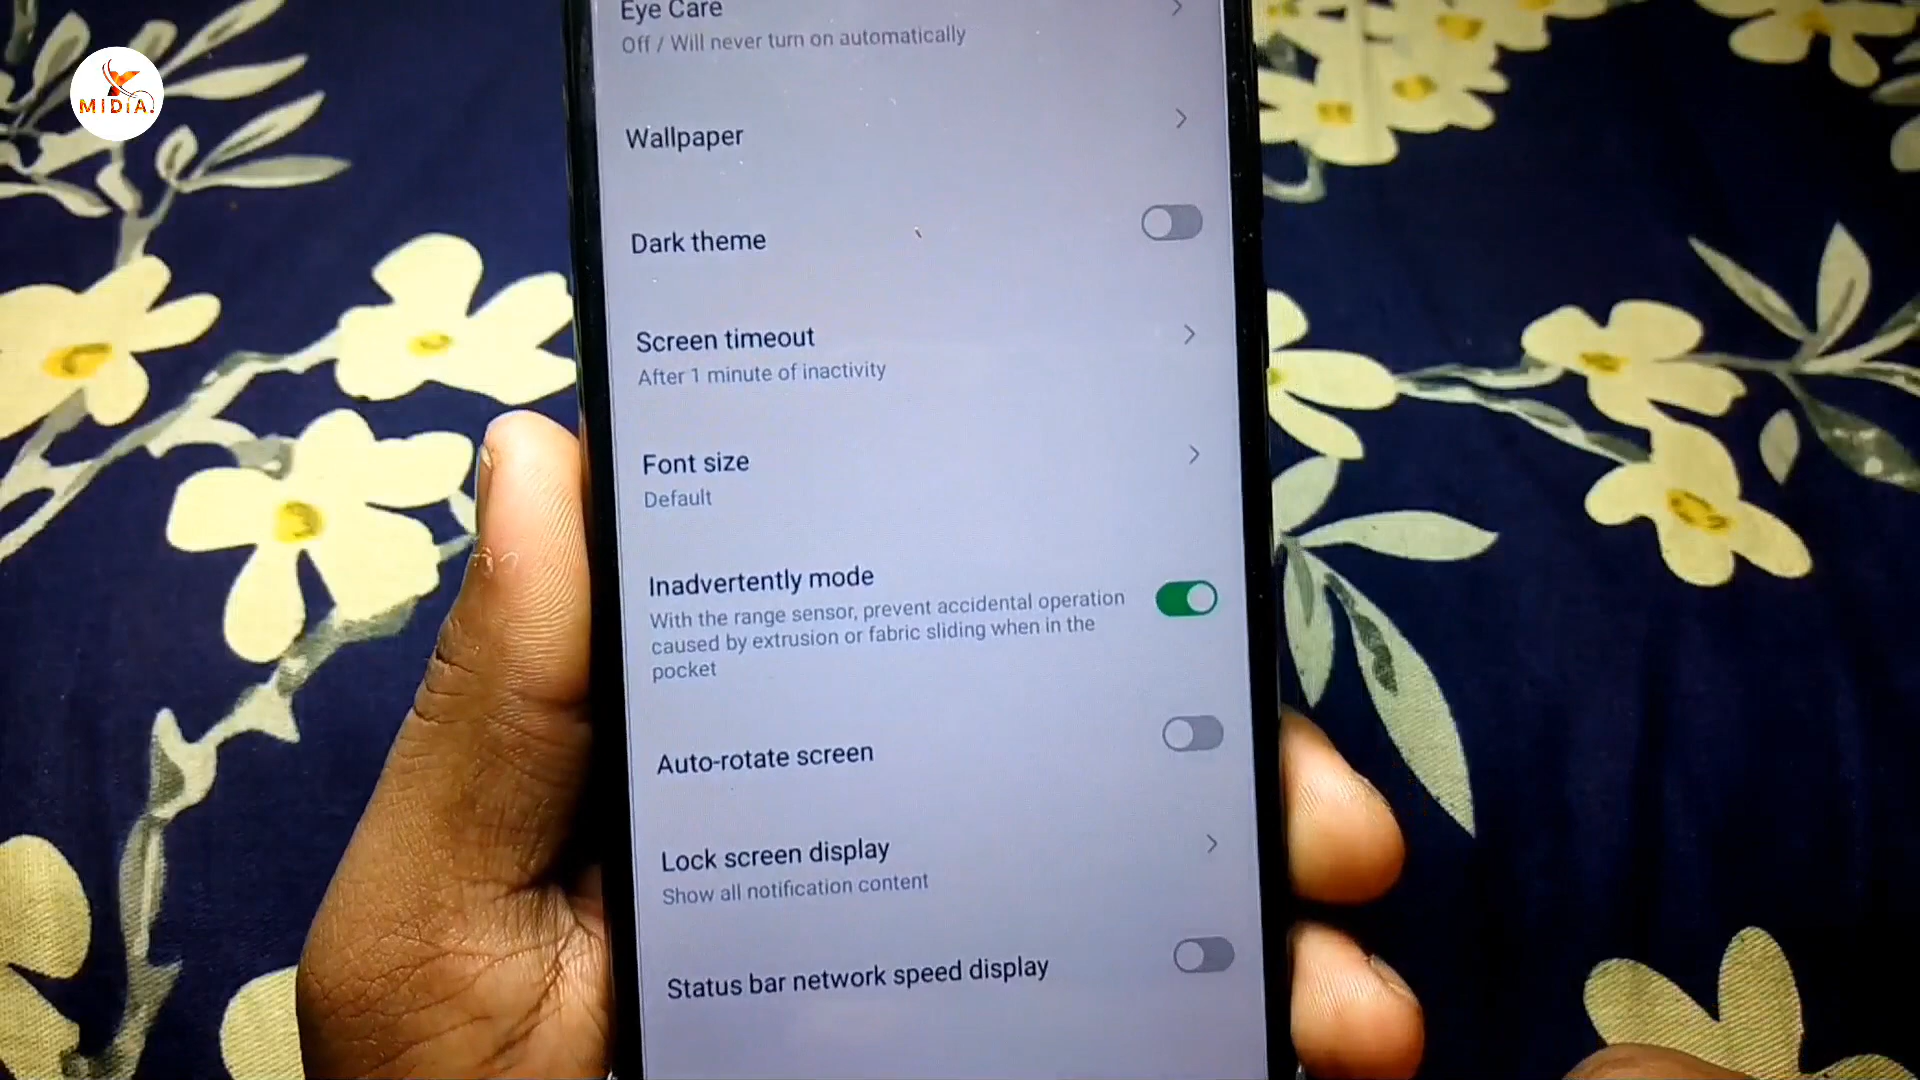 MIDIA.
Eye Care
Off / Will never turn on automatically
Wallpaper
Dark theme
Screen timeout
After 1 minute of inactivity
Font size
Default
Inadvertently mode
With the range sensor, prevent accidental operation
caused by extrusion or fabric sliding when in the
pocket
Auto-rotate screen
Lock screen display
Show all notification content
Status bar network speed display